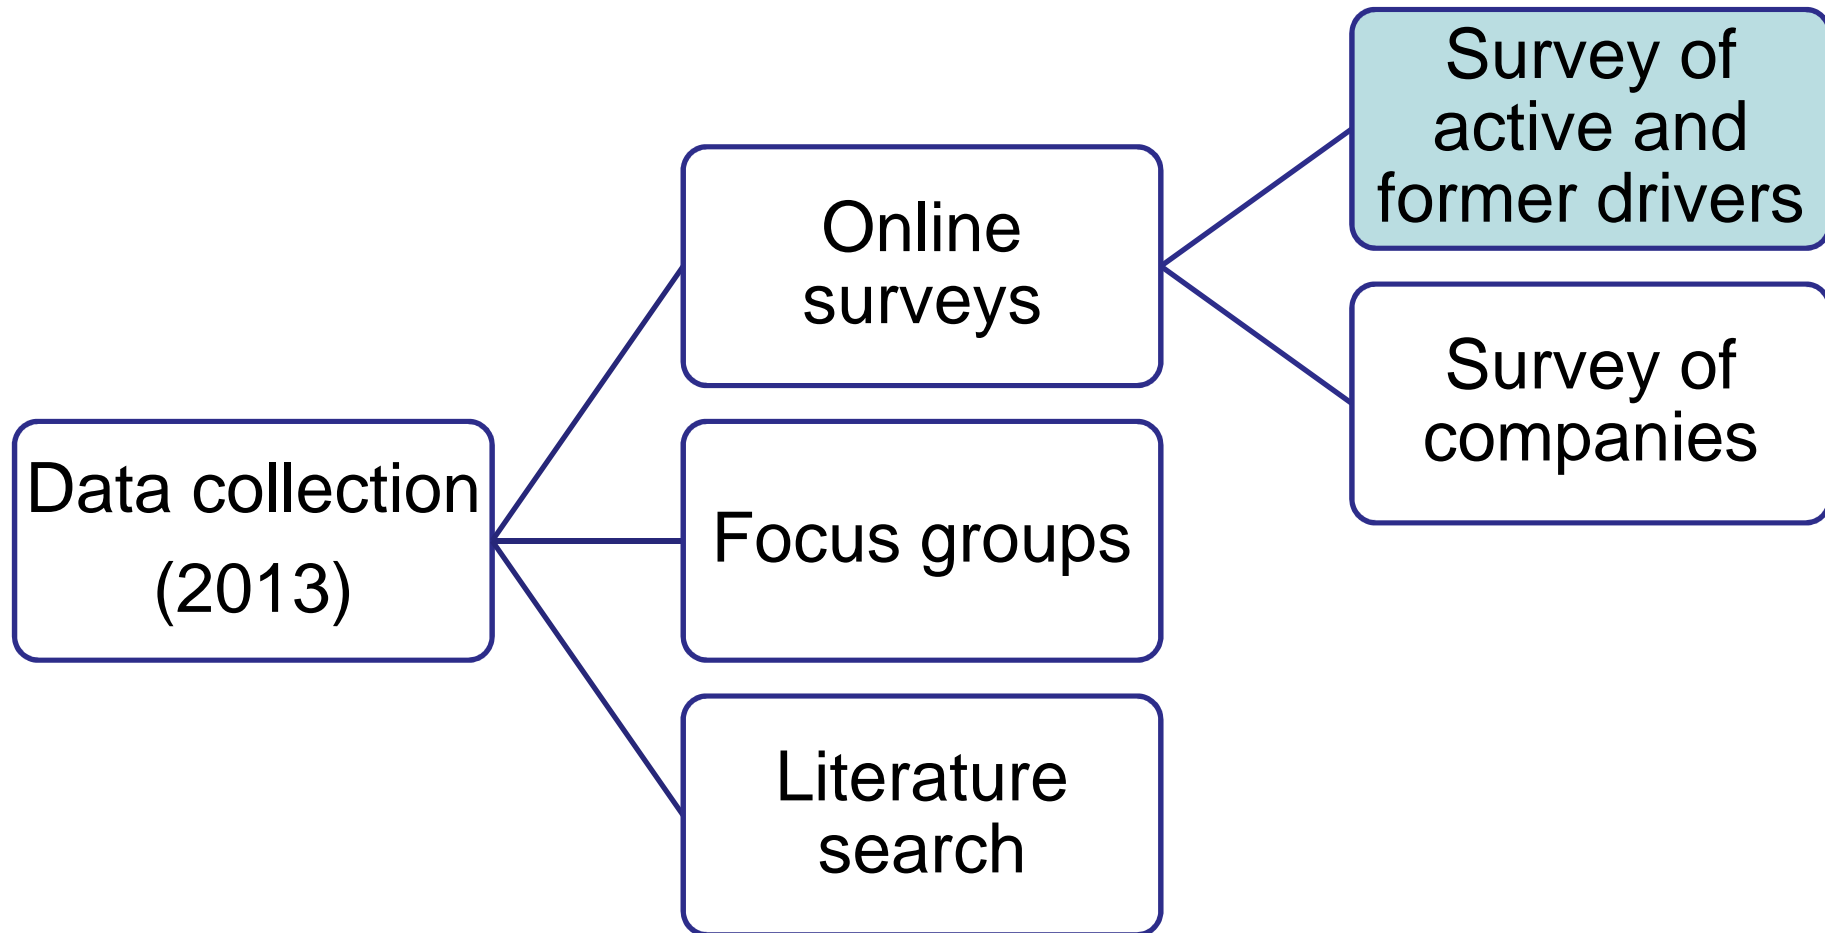 Data collection
(2013)
Online
surveys
Focus groups
Literature
search
Survey of
active and
former drivers
Survey of
companies